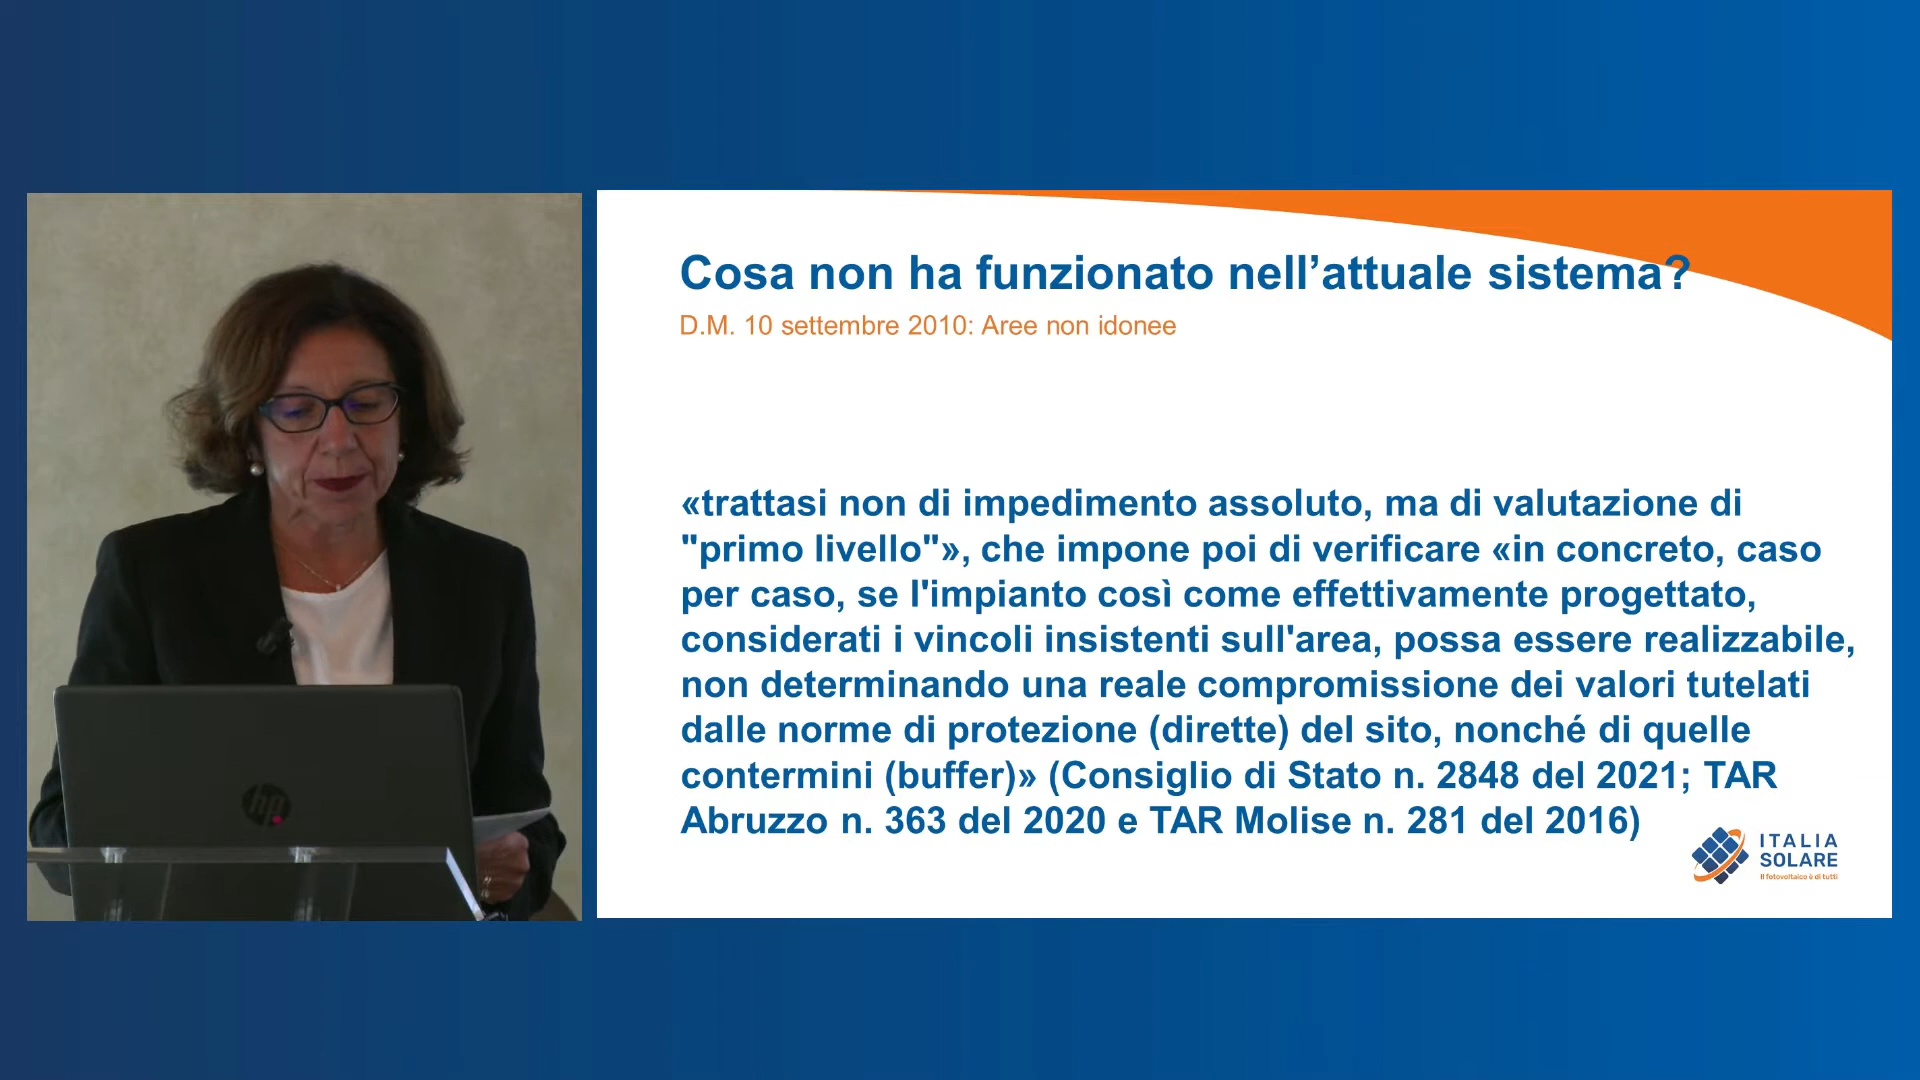 Cosa non ha funzionato nell’attuale sistema?
D.M. 10 settembre 2010: Aree non idonee
«trattasi non di impedimento assoluto, ma di valutazione di
"primo livello"», che impone poi di verificare «in concreto, caso
per caso, se l'impianto così come effettivamente progettato,
considerati i vincoli insistenti sull'area, possa essere realizzabile,
non determinando una reale compromissione dei valori tutelati
dalle norme di protezione (dirette) del sito, nonché di quelle
contermini (buffer)» (Consiglio di Stato n. 2848 del 2021; TAR
Abruzzo n. 363 del 2020 e TAR Molise n. 281 del 2016)
ITALIA
SOLARE
Il fotovoltaico è di tutti
hp